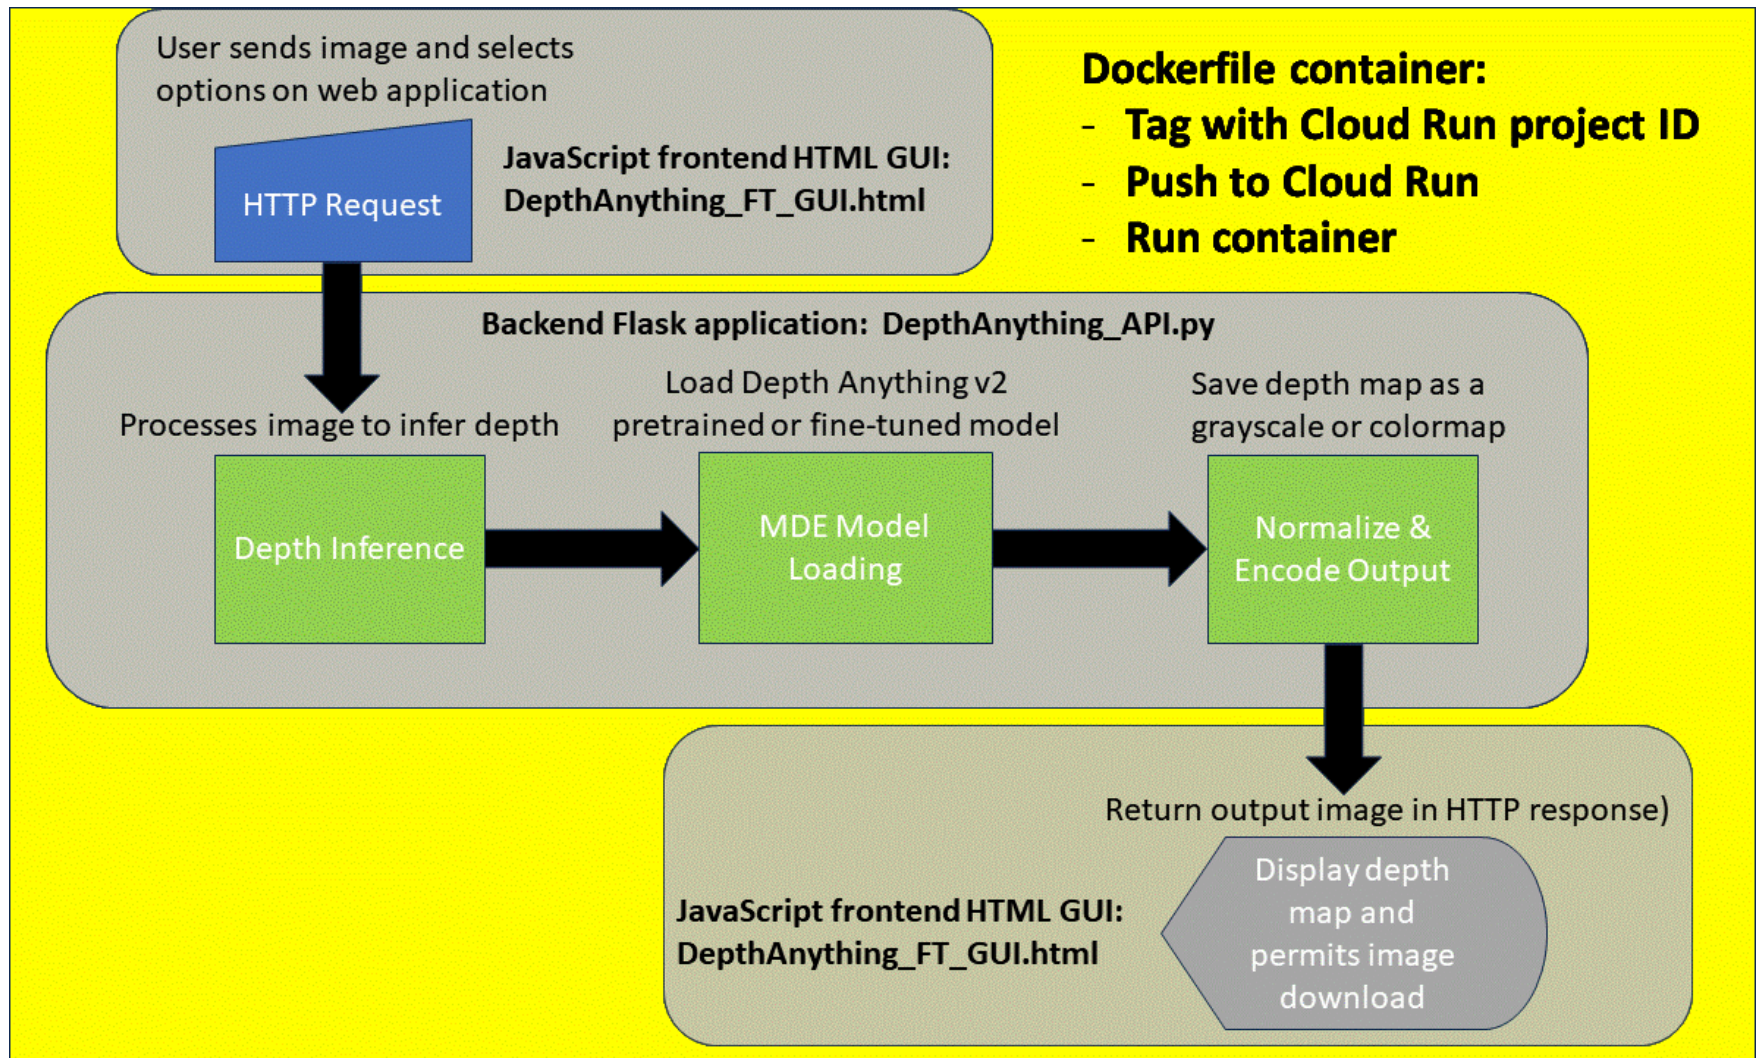 User sends image and selects
options on web application
HTTP Request
JavaScript frontend HTML GUI:
DepthAnything_FT_GUI.html
Dockerfile container:
- Tag with Cloud Run project ID
- Push to Cloud Run
- Run container
Backend Flask application: DepthAnything_API.py
Processes image to infer depth
Depth Inference
Load Depth Anything v2
pretrained or fine-tuned model
MDE Model
Loading
Save depth map as a
grayscale or colormap
Normalize &
Encode Output
Return output image in HTTP response)
JavaScript frontend HTML GUI:
DepthAnything_FT_GUI.html
Display depth
map and
permits image
download